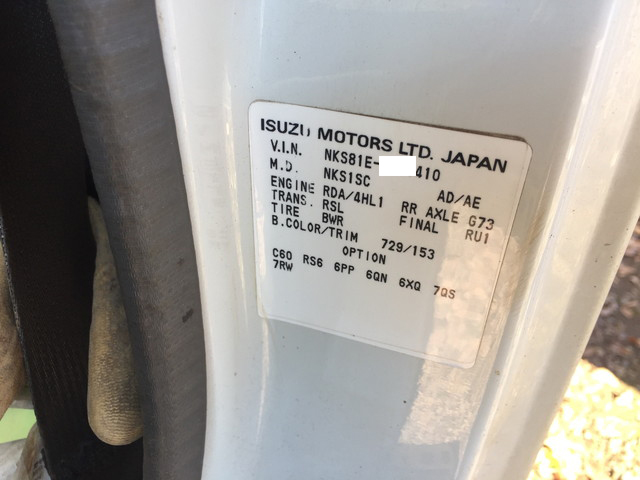 ISUZU MOTORS LTD. JAPAN
V.I.N. NKS81E- 410
M.D. NKS1SC AD/AE
ENGINE RDA/4HL1 RR AXLE G73
TRANS. RSL FINAL RU1
TIRE BWR
B.COLOR/TRIM 729/153
OPTION
C60 RS6 6PP 6QN 6XQ 7QS
7RW